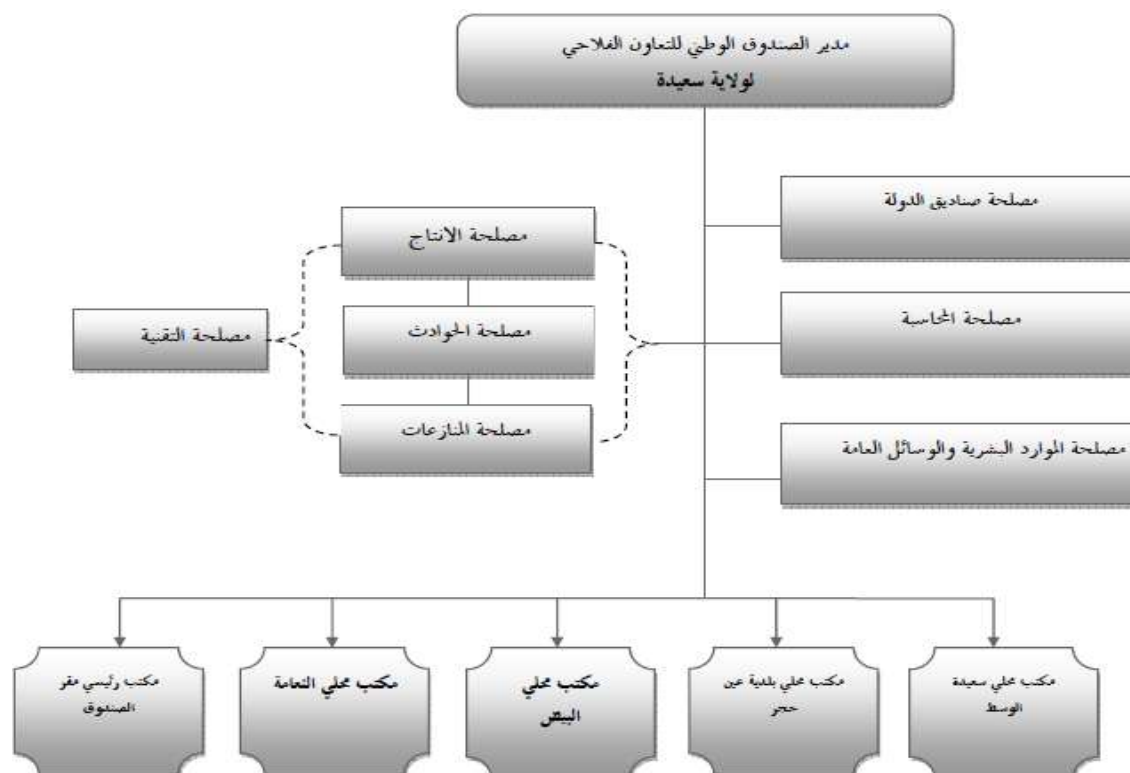 مدير الصندوق الوطني للتعاون الفلاحي
لولاية سعيدة
مصلحة صناديق الدولة
مصلحة الانتاج
مصلحة المحاسبة
مصلحة الحوادث
مصلحة التقنية
مصلحة المنازعات
مصلحة الموارد البشرية والوسائل العامة
مكتب محلي سعيدة
الوسط
مكتب محلي بلدية عين
حجر
مكتب محلي
البيض
مكتب محلي النعامة
مكتب رئيسي مقر
الصندوق